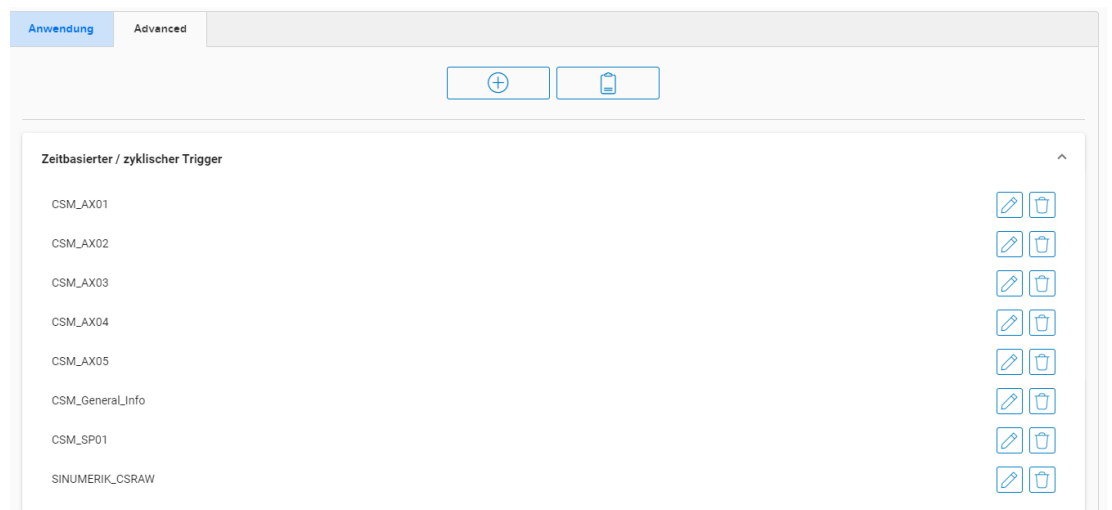 Anwendung Advanced
Zeitbasierter / zyklischer Trigger
CSM_AX01
CSM_AX02
CSM_AX03
CSM_AX04
CSM_AX05
CSM_General_Info
CSM_SP01
SINUMERIK_CSRAW